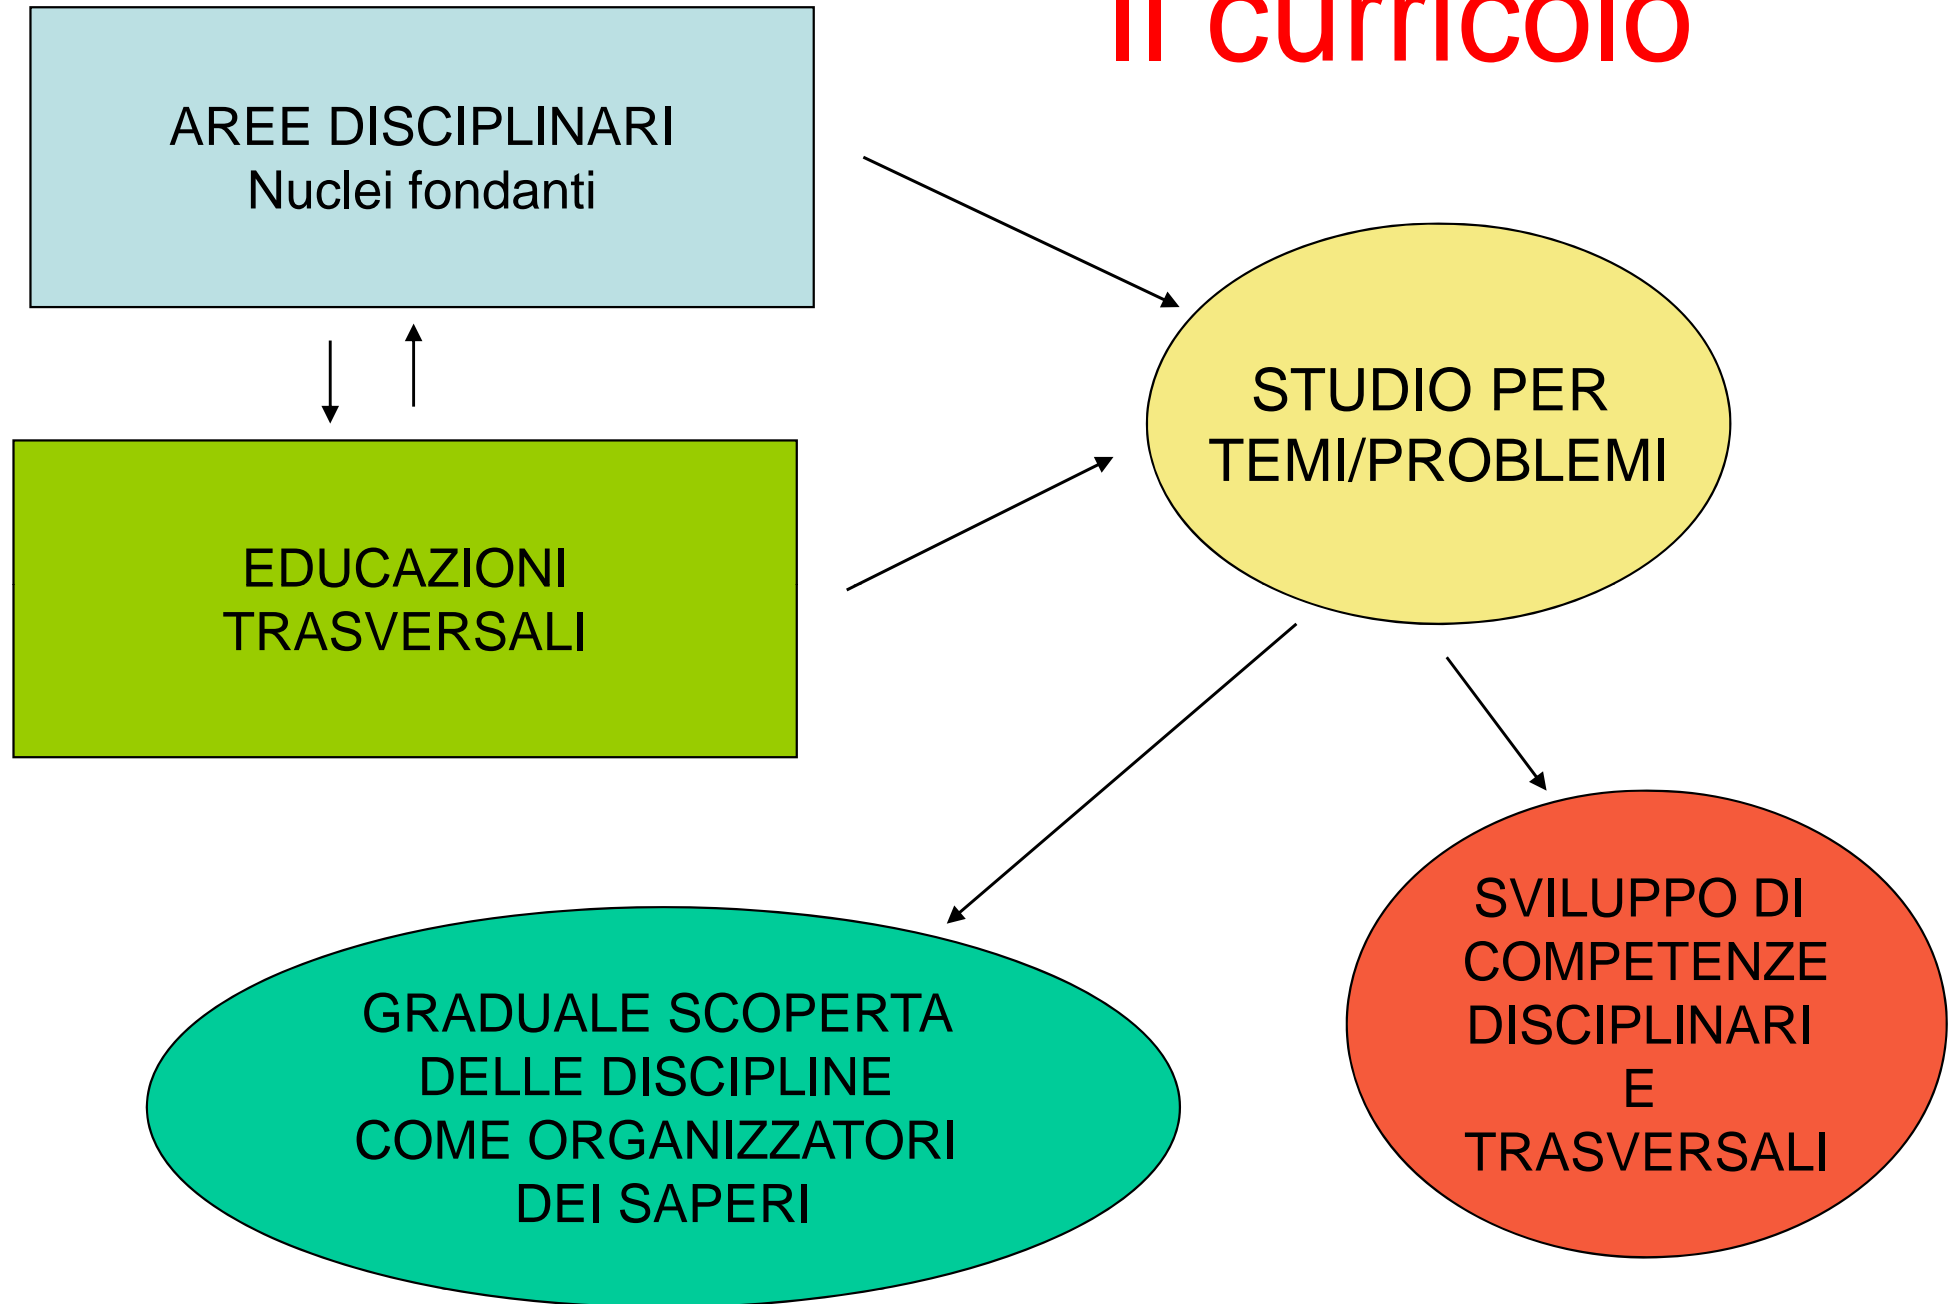 Il curricolo
AREE DISCIPLINARI
Nuclei fondanti
STUDIO PER
TEMI/PROBLEMI
EDUCAZIONI
TRASVERSALI
GRADUALE SCOPERTA
DELLE DISCIPLINE
COME ORGANIZZATORI
DEI SAPERI
SVILUPPO DI
COMPETENZE
DISCIPLINARI
E
TRASVERSALI